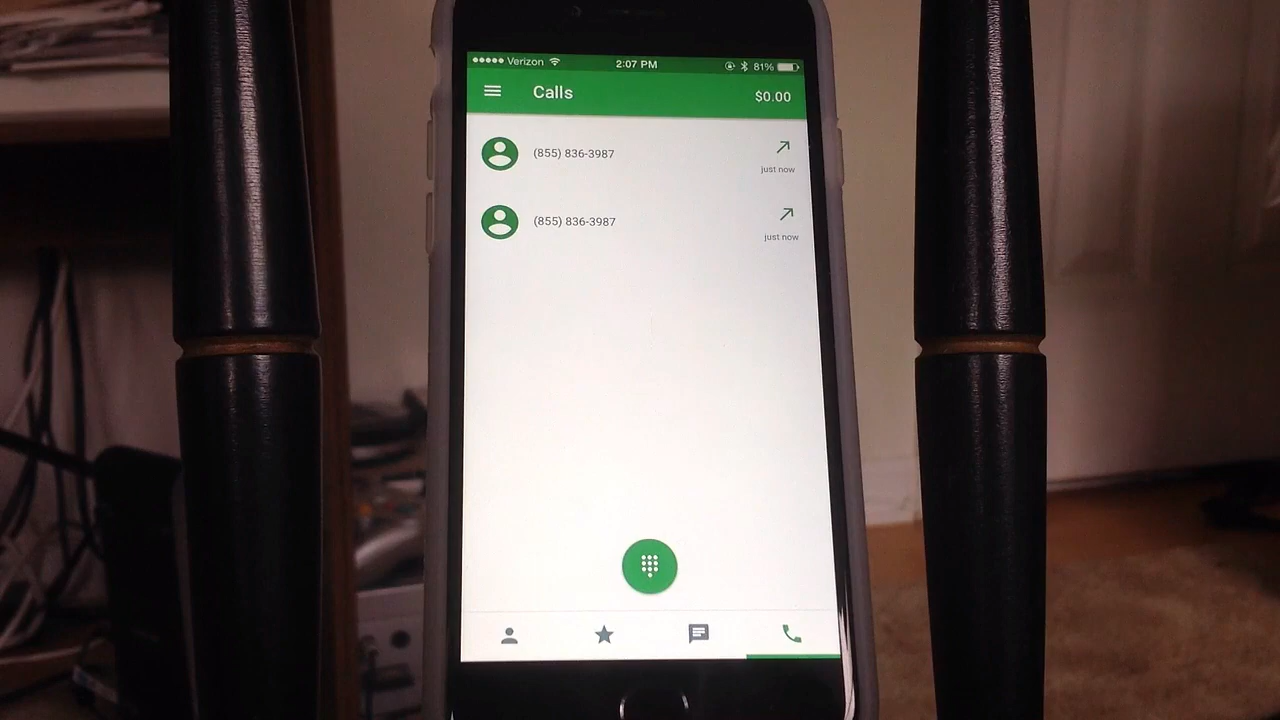 Verizon 2:07 PM 81%
Calls $0.00
(855) 836-3987
just now
(855) 836-3987
just now